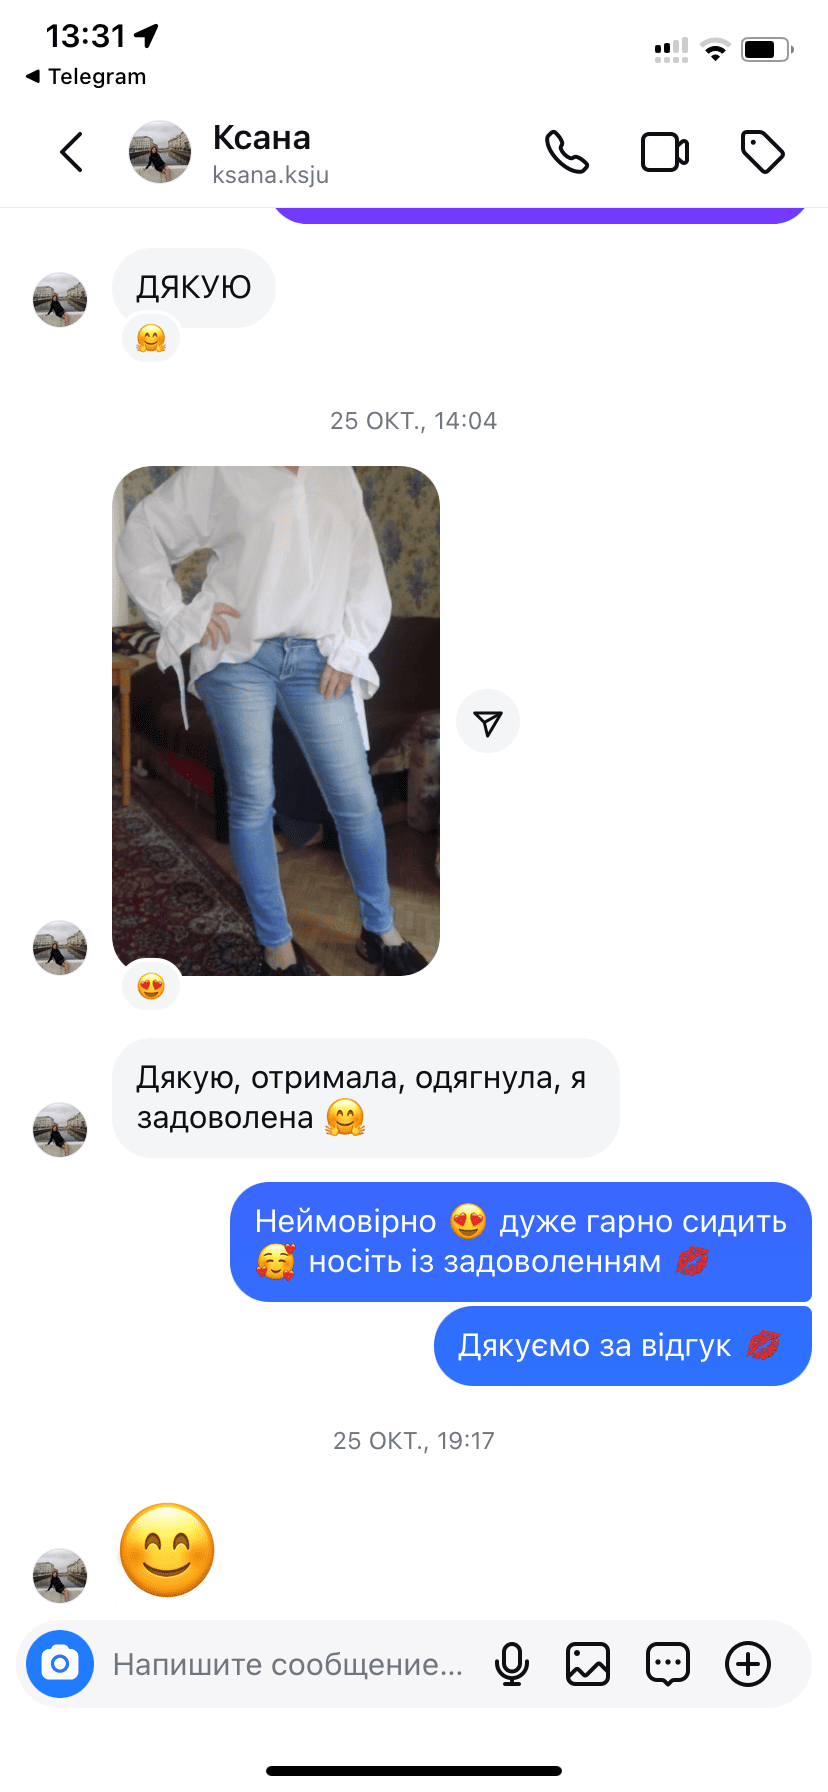 13:31
◀ Telegram
Ксана
ksana.ksju
ДЯКУЮ
🤗
25 ОКТ., 14:04
😍
Дякую, отримала, одягнула, я
задоволена 🤗
Неймовірно 😍 дуже гарно сидить
🥰 носіть із задоволенням 💋
Дякуємо за відгук 💋
25 ОКТ., 19:17
😊
Напишите сообщение...